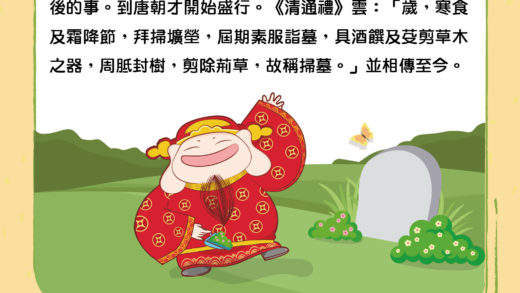 後的事。到唐朝才開始盛行。《清通禮》雲：「歲，寒食
及霜降節，拜掃壙塋，屆期素服詣墓，具酒饌及芟剪草木
之器，周胝封樹，剪除荊草，故稱掃墓。」並相傳至今。